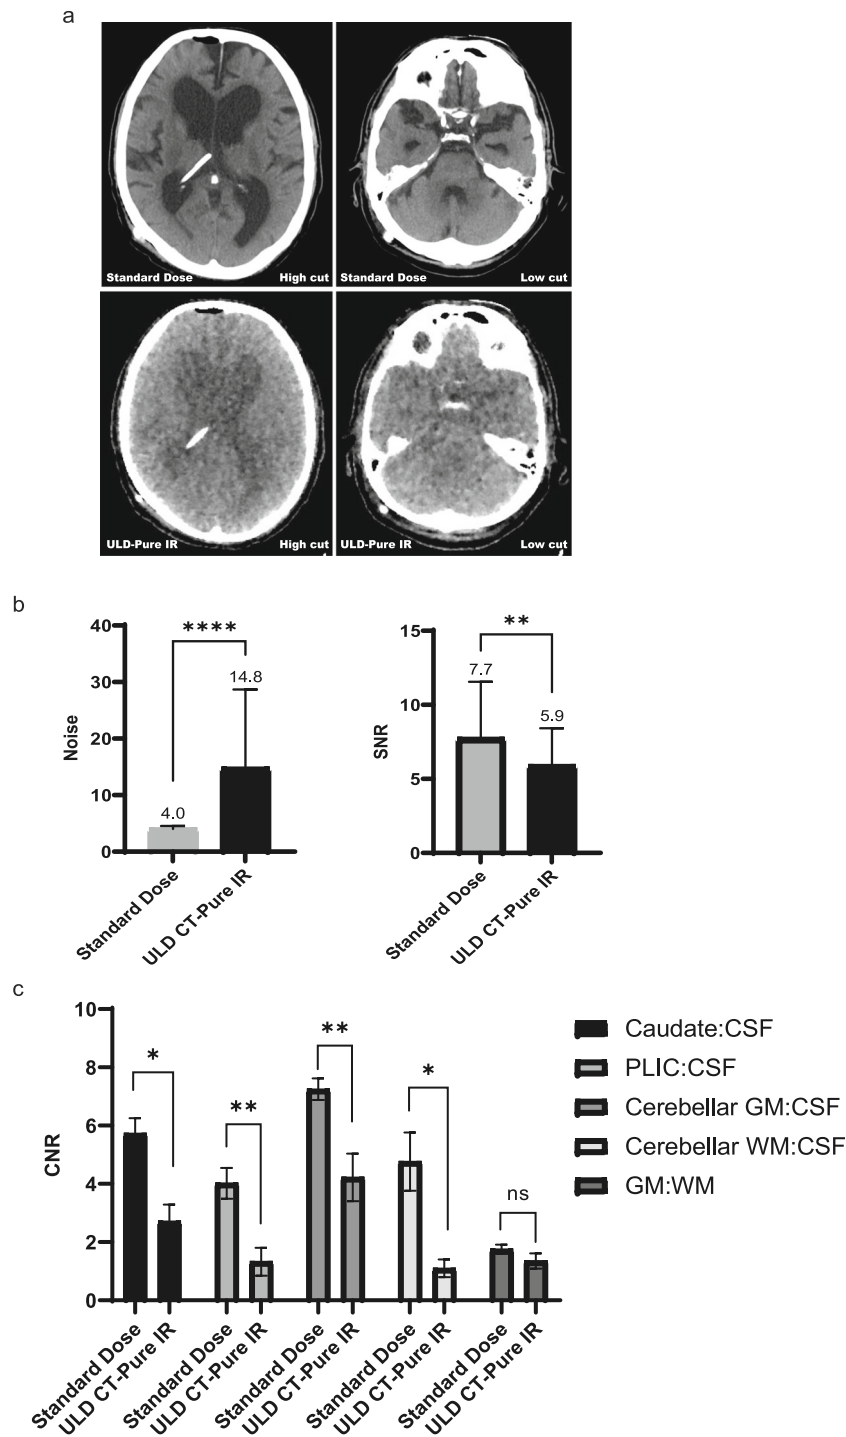 a
Standard Dose
High cut
Standard Dose
Low cut
ULD-Pure IR
High cut
ULD-Pure IR
Low cut
b
40
30
20
10
0
Noise
****
4.0
14.8
Standard Dose
ULD CT-Pure IR
15
10
5
0
SNR
**
7.7
5.9
Standard Dose
ULD CT-Pure IR
c
10
8
6
4
2
0
CNR
*
**
**
*
ns
Standard Dose
ULD CT-Pure IR
Standard Dose
ULD CT-Pure IR
Standard Dose
ULD CT-Pure IR
Standard Dose
ULD CT-Pure IR
Standard Dose
ULD CT-Pure IR
Caudate:CSF
PLIC:CSF
Cerebellar GM:CSF
Cerebellar WM:CSF
GM:WM